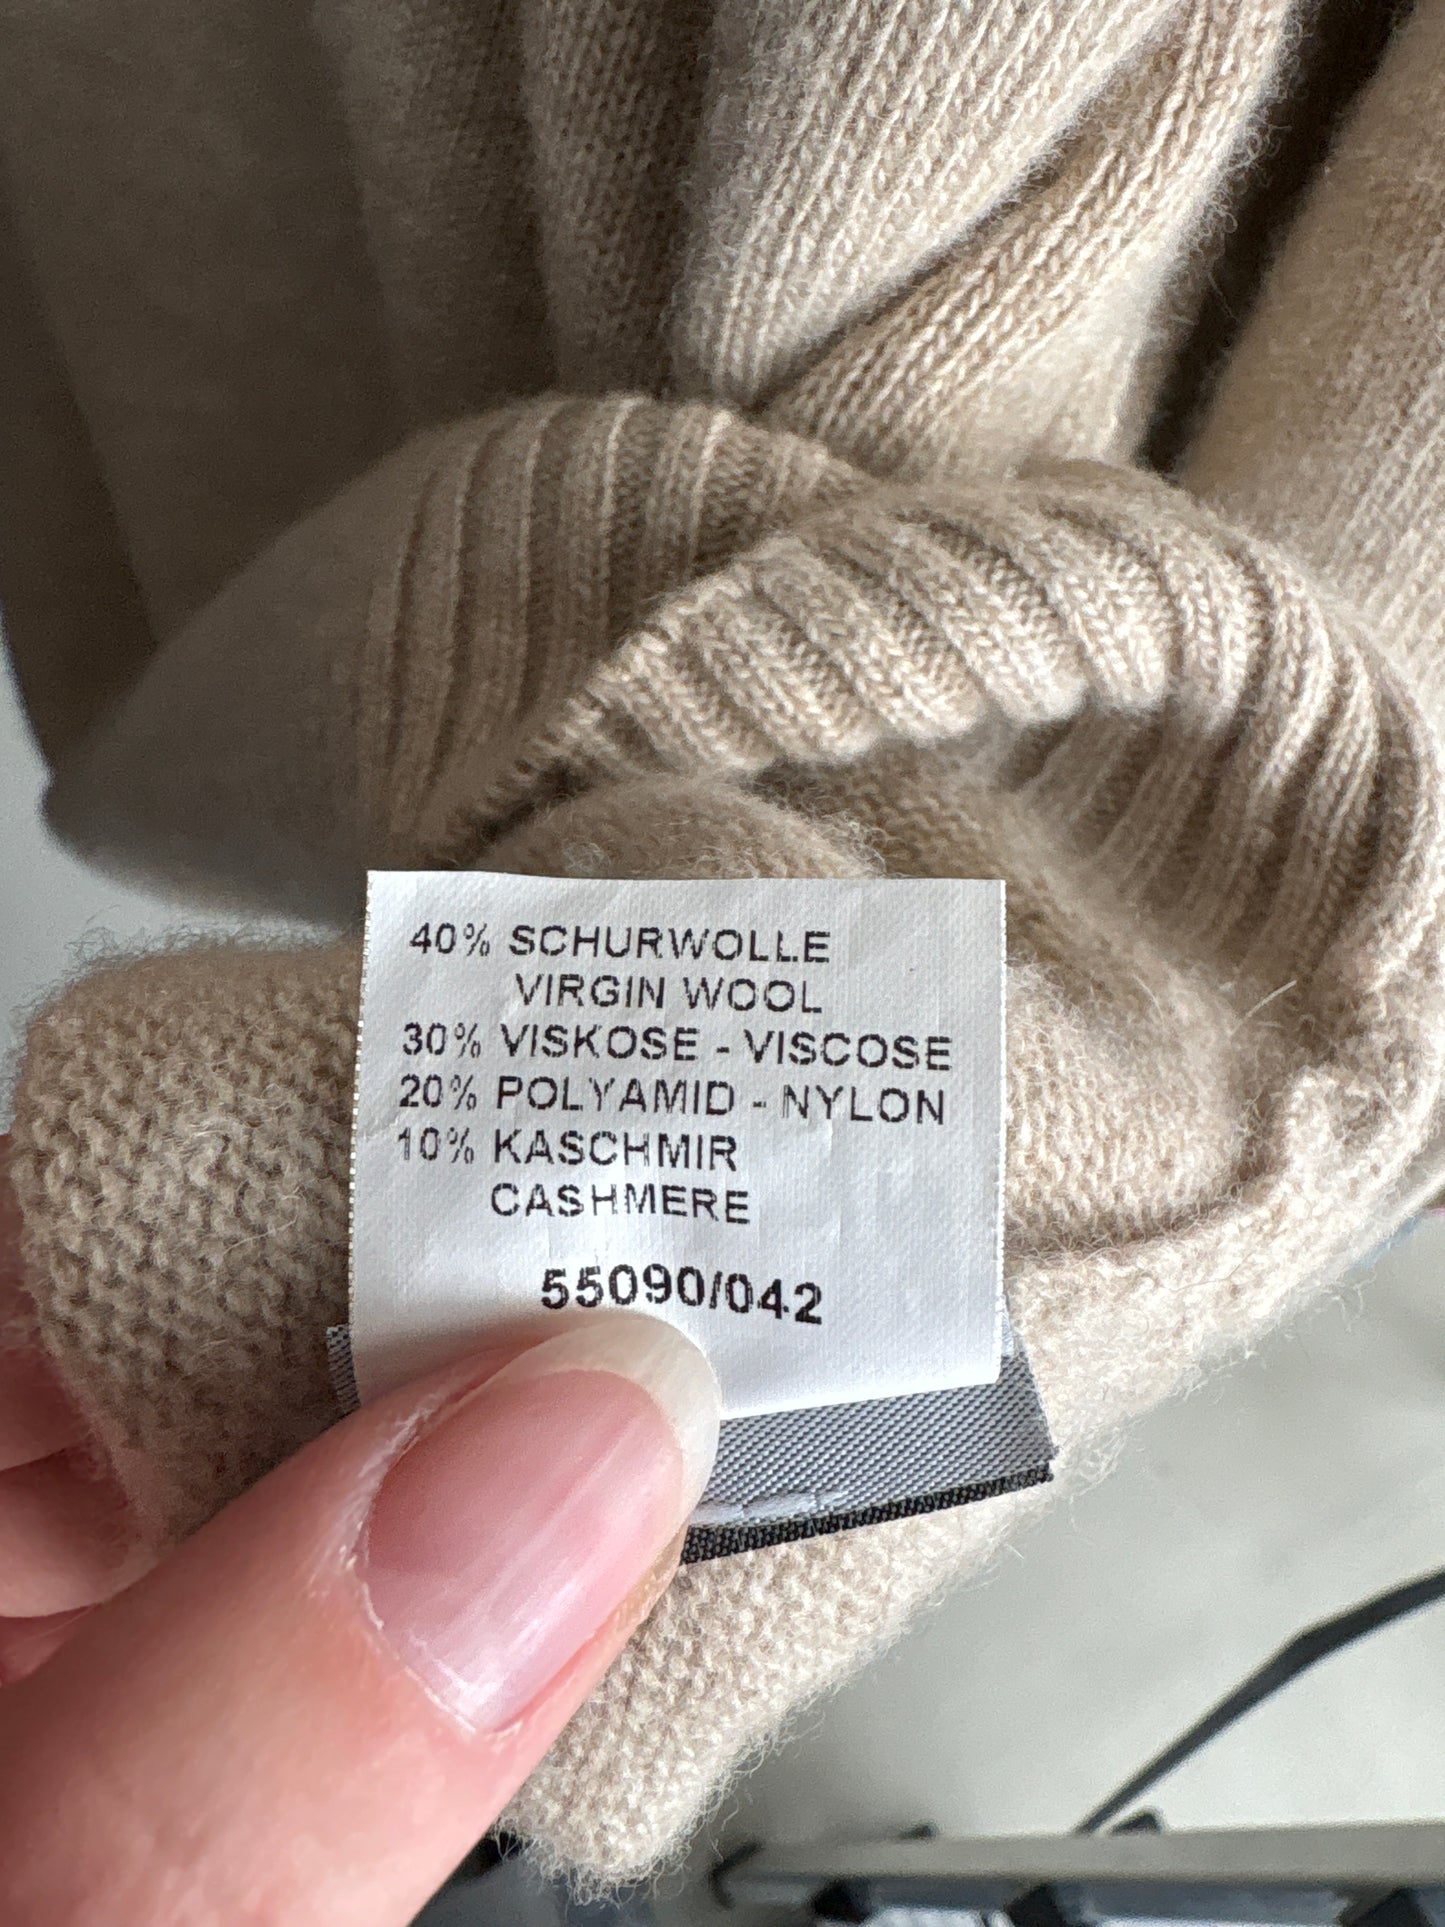 40% SCHURWOLLE
VIRGIN WOOL
30% VISKOSE - VISCOSE
20% POLYAMID - NYLON
10% KASCHMIR
CASHMERE
55090/042